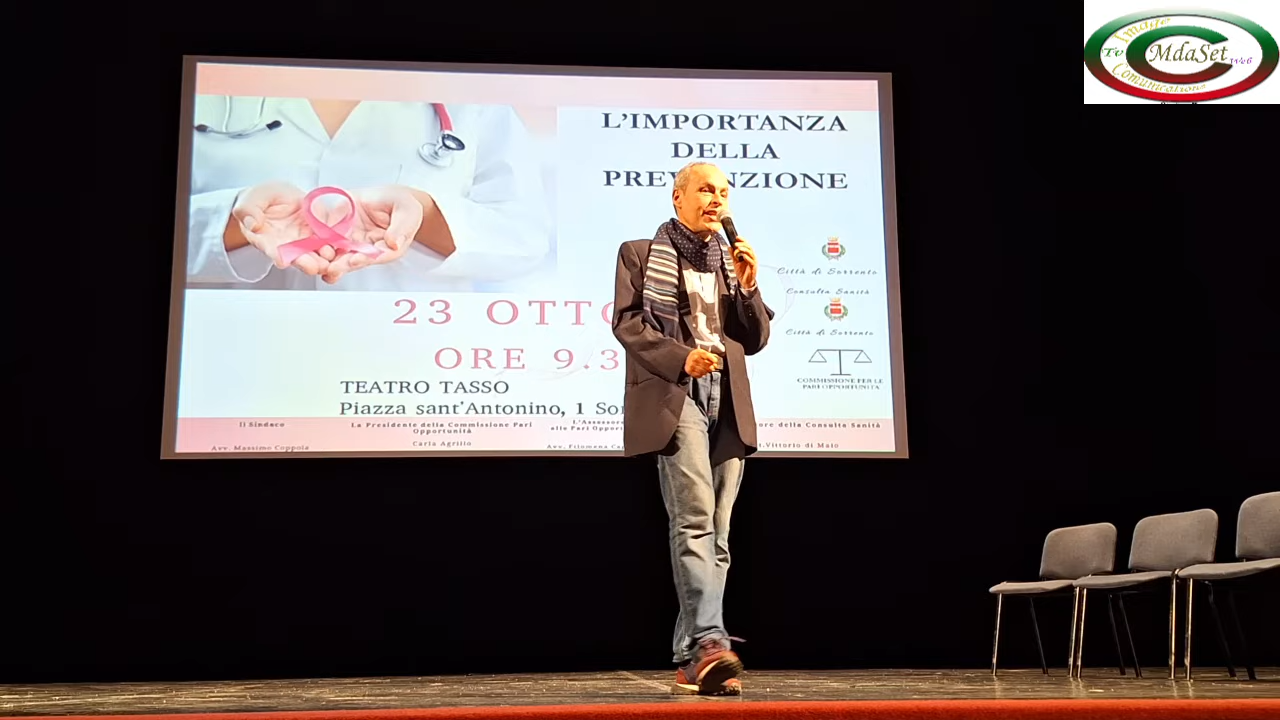 Image
Tv MdaSet Web
Comunications
L'IMPORTANZA
DELLA
PRE NZIONE
Città di Sorrento
Consulta Sanità
Città di Sorrento
COMMISSIONE PER LE
PARI OPPORTUNITÀ
23 OTTO
ORE 9.3
TEATRO TASSO
Piazza sant'Antonino, 1 Sor
Il Sindaco
Avv. Massimo Coppola
La Presidente della Commissione Pari
Opportunità
Carla Agrillo
L'Assessore
alle Pari Oppor
Avv. Filomena
ore della Consulta Sanità
t.Vittorio di Maio